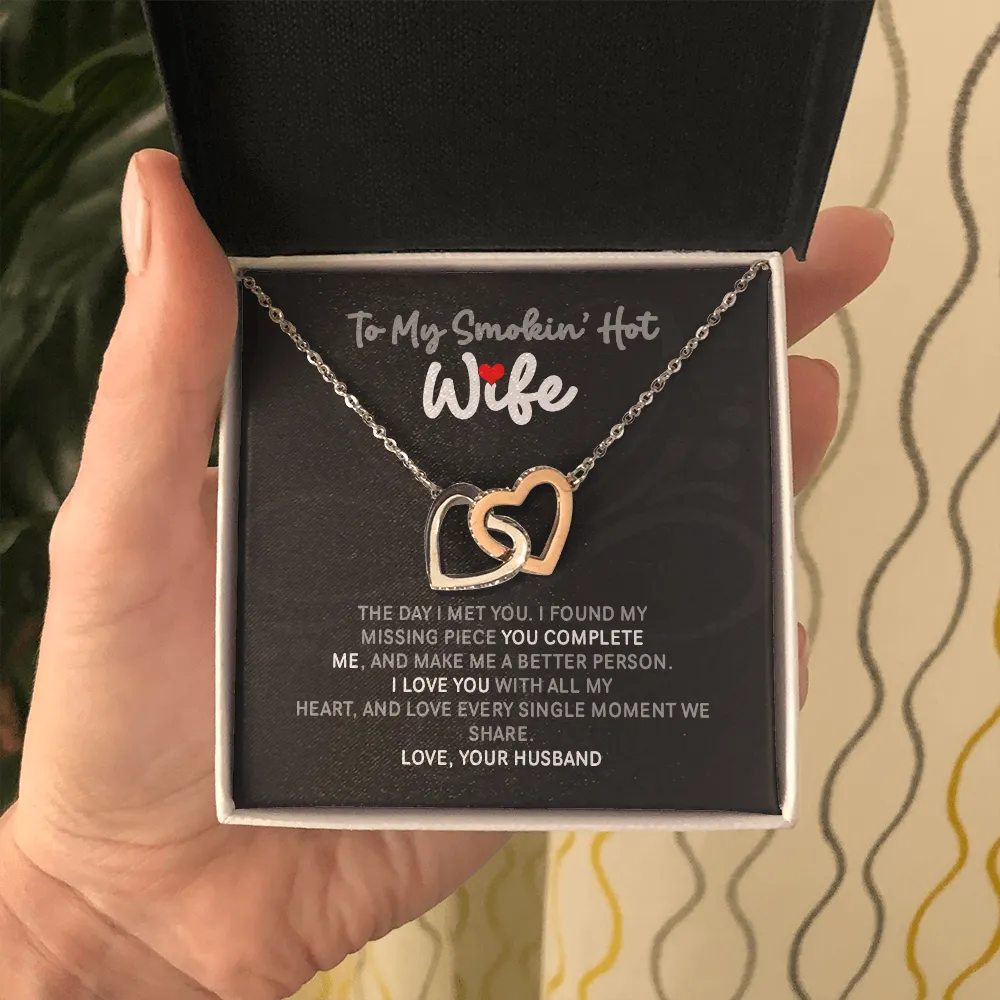 To My Smokin' Hot
Wife
THE DAY I MET YOU. I FOUND MY
MISSING PIECE YOU COMPLETE
ME, AND MAKE ME A BETTER PERSON.
I LOVE YOU WITH ALL MY
HEART, AND LOVE EVERY SINGLE MOMENT WE
SHARE.
LOVE, YOUR HUSBAND